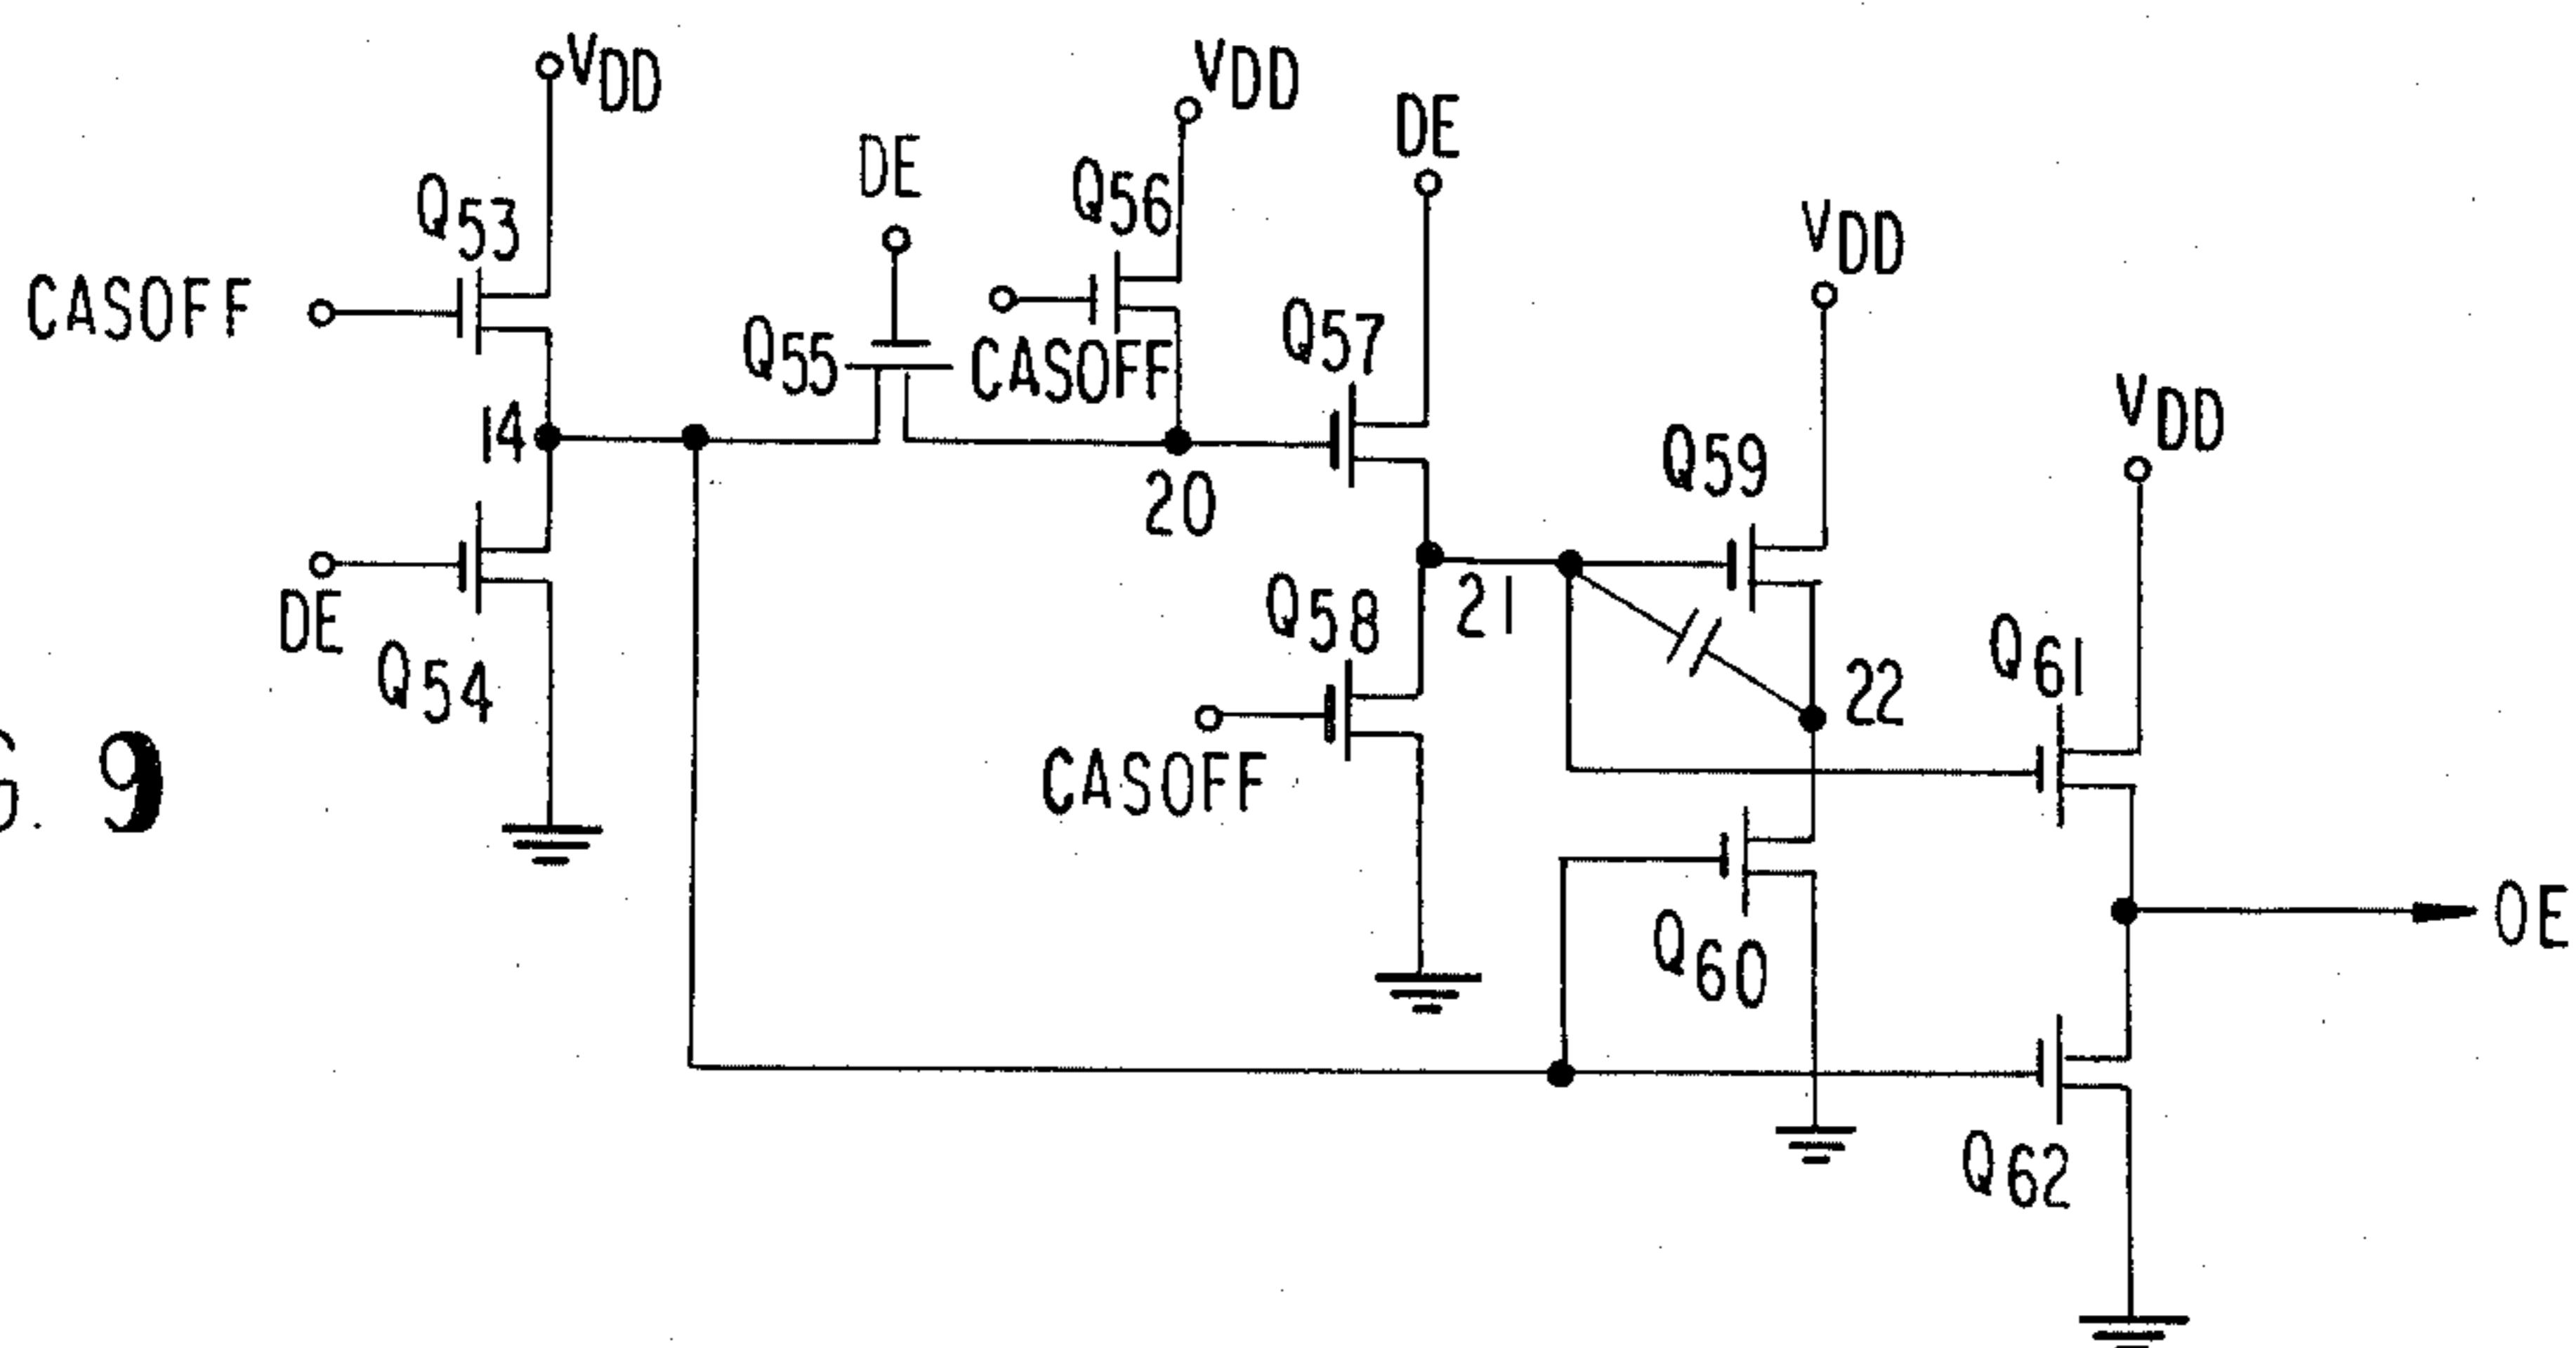 VDD
VDD
DE
DE
Q53
Q56
VDD
CASOFF
Q57
Q55
CASOFF
VDD
14
Q59
20
DE
Q58
21
Q54
22
Q61
G. 9
CASOFF
OE
Q60
Q62